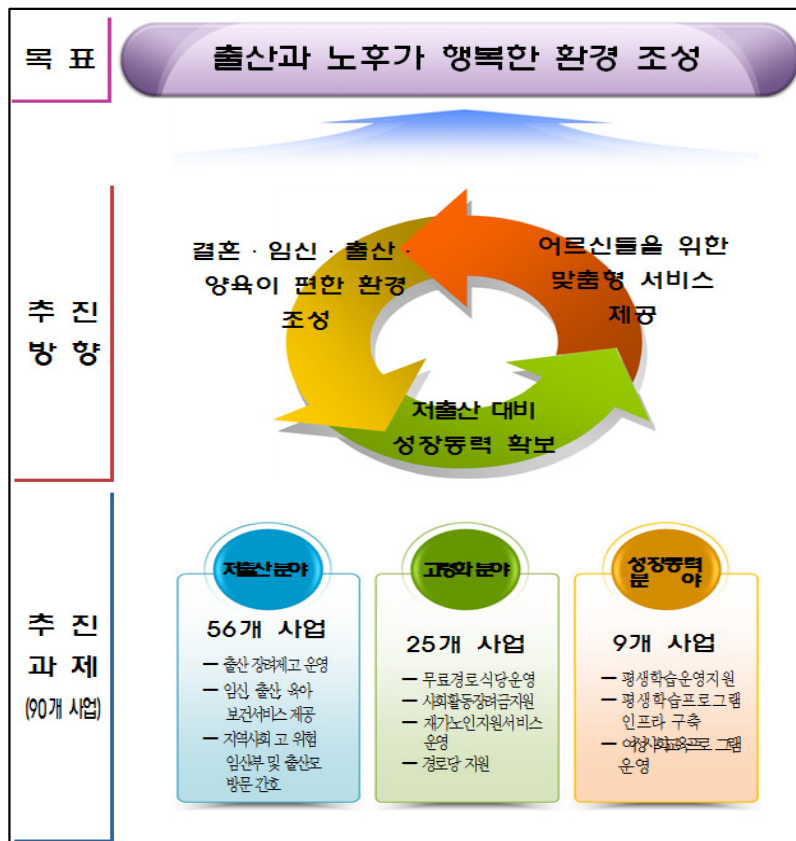 목 표
출산과 노후가 행복한 환경 조성
추 진
방 향
결혼 · 임신 · 출산 ·
양육이 편한 환경
조성
어르신들을 위한
맞춤형 서비스
제공
저출산 대비
성장동력 확보
추 진
과 제
(90개 사업)
저출산 분야
56개 사업
─ 출산 장려제고 운영
─ 임신, 출산, 육아
보건서비스 제공
─ 지역사회 고 위험
임산부 및 출산모
방문 간호
고령화 분야
25개 사업
─ 무료경로식당운영
─ 사회활동장려금지원
─ 재가노인지원서비스
운영
─ 경로당 지원
성장동력
분 야
9개 사업
─ 평생학습운영지원
─ 평생학습프로그램
인프라 구축
─ 여성사회교육프로그램
운영